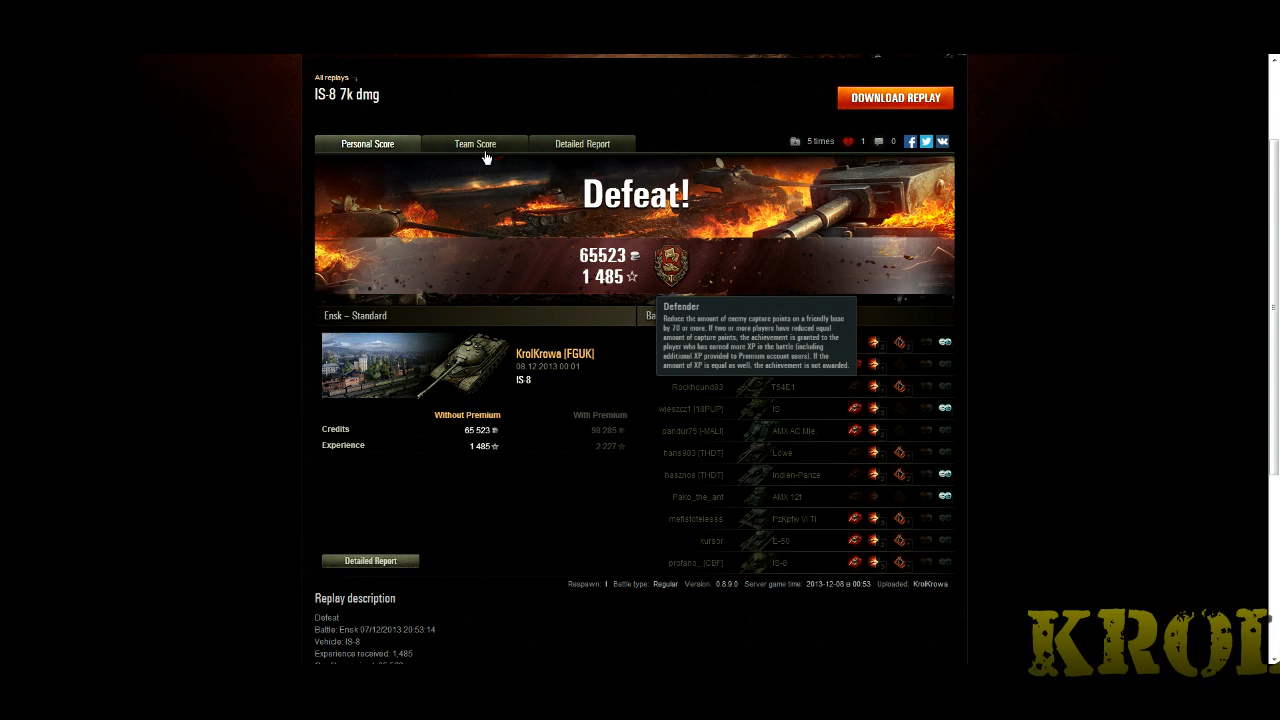 All replays
IS-8 7k dmg
DOWNLOAD REPLAY
Personal Score
Team Score
Detailed Report
5 times
1
0
Defeat!
65523
1 485
Defender
Reduce the amount of enemy capture points on a friendly base
by 70 or more. If two or more players have reduced equal
amount of capture points, the achievement is granted to the
player who has earned more XP in the battle (including
additional XP provided to Premium account users). If the
amount of XP is equal as well, the achievement is not awarded.
Ensk – Standard
Ba
KrolKrowa [FGUK]
08.12.2013 00:01
IS-8
Without Premium
With Premium
Credits
65 523
98 285
Experience
1 485
2 227
Rockhound83 T54E1
wieszcz1 [18PUP] IS
pandur75 [-MALI] AMX AC Mle.
hans983 [THDT] Löwe
hasznos [THDT] Indien-Panze
Pako_the_ant AMX 12t
mefistotelesss PzKpfw VI Ti
kursor E-50
profano_ [CBF] IS-8
Detailed Report
Respawn: I Battle type: Regular Version: 0.8.9.0 Server game time: 2013-12-08 в 00:53 Uploaded: KrolKrowa
Replay description
Defeat
Battle: Ensk 07/12/2013 20:53:14
Vehicle: IS-8
Experience received: 1,485
KROL